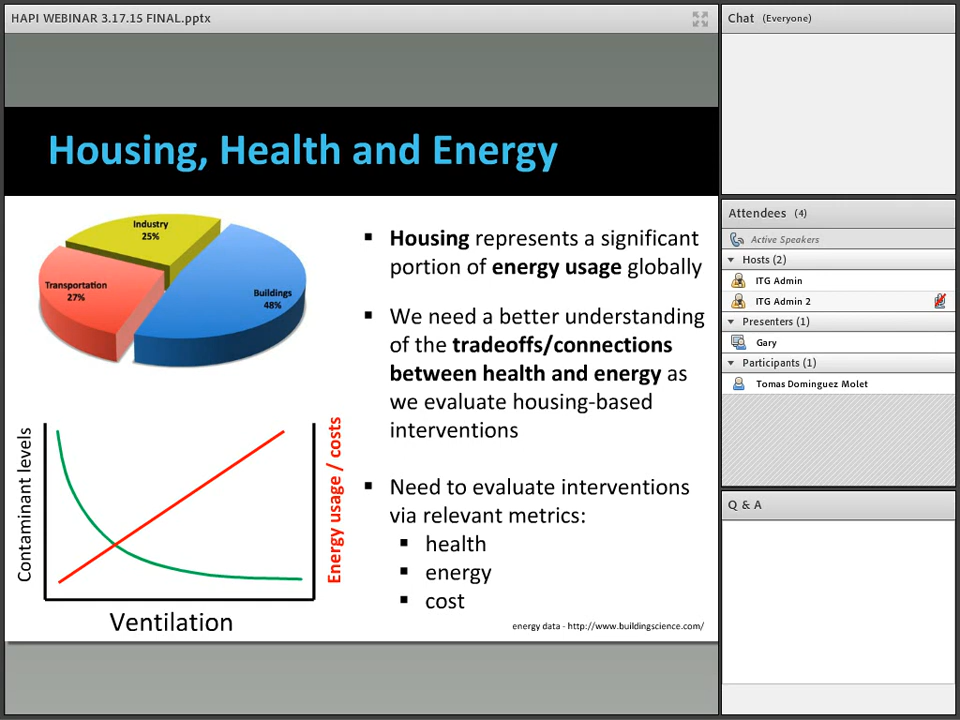 HAPI WEBINAR 3.17.15 FINAL.pptx
Housing, Health and Energy
Industry
25%
Transportation
27%
Buildings
48%
▪ Housing represents a significant
portion of energy usage globally
▪ We need a better understanding
of the tradeoffs/connections
between health and energy as
we evaluate housing-based
interventions
▪ Need to evaluate interventions
via relevant metrics:
▪ health
▪ energy
▪ cost
Contaminant levels
Energy usage / costs
Ventilation
energy data - http://www.buildingscience.com/
Chat (Everyone)
Attendees (4)
Active Speakers
Hosts (2)
ITG Admin
ITG Admin 2
Presenters (1)
Gary
Participants (1)
Tomas Dominguez Molet
Q & A